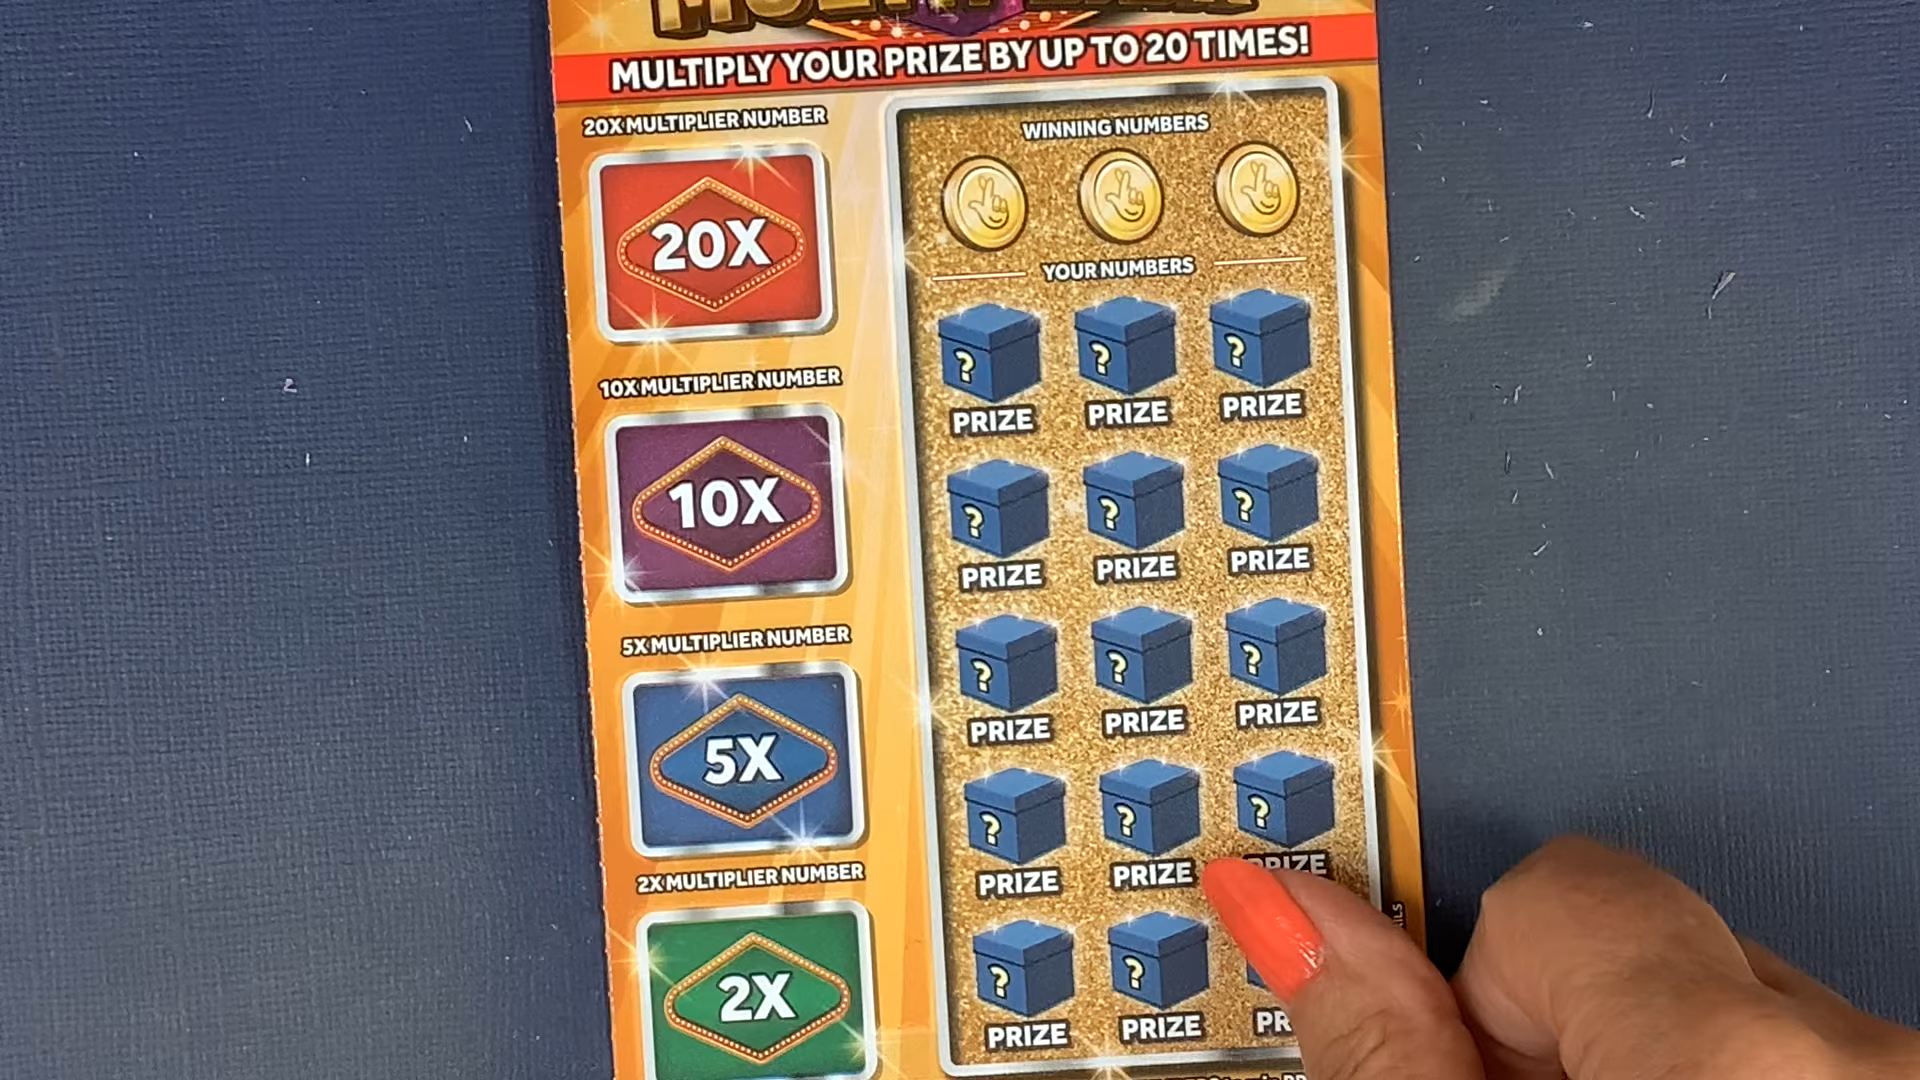 MULTIPLY YOUR PRIZE BY UP TO 20 TIMES!
20X MULTIPLIER NUMBER
20X
10X MULTIPLIER NUMBER
10X
5X MULTIPLIER NUMBER
5X
2X MULTIPLIER NUMBER
2X
WINNING NUMBERS
YOUR NUMBERS
? ? ?
PRIZE PRIZE PRIZE
? ? ?
PRIZE PRIZE PRIZE
? ? ?
PRIZE PRIZE PRIZE
? ? ?
PRIZE PRIZE PRIZE
? ?
PRIZE PRIZE